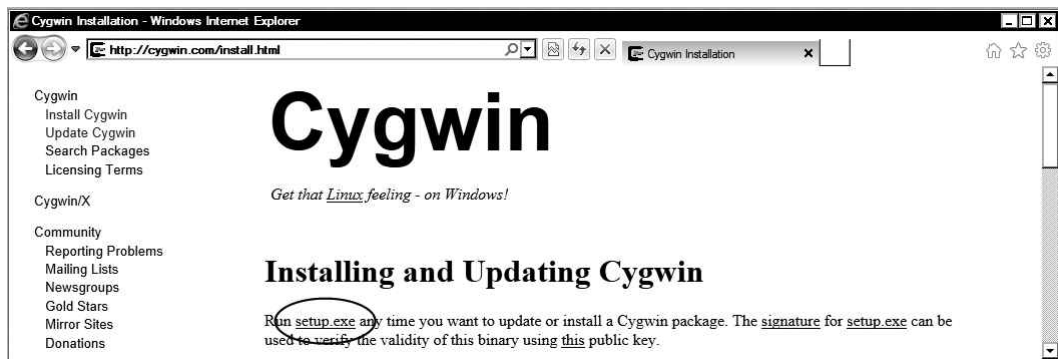 Cygwin Installation - Windows Internet Explorer
http://cygwin.com/install.html
Cygwin Installation
Cygwin
Install Cygwin
Update Cygwin
Search Packages
Licensing Terms
Cygwin/X
Community
Reporting Problems
Mailing Lists
Newsgroups
Gold Stars
Mirror Sites
Donations
Cygwin
Get that Linux feeling - on Windows!
Installing and Updating Cygwin
Run setup.exe any time you want to update or install a Cygwin package. The signature for setup.exe can be
used to verify the validity of this binary using this public key.